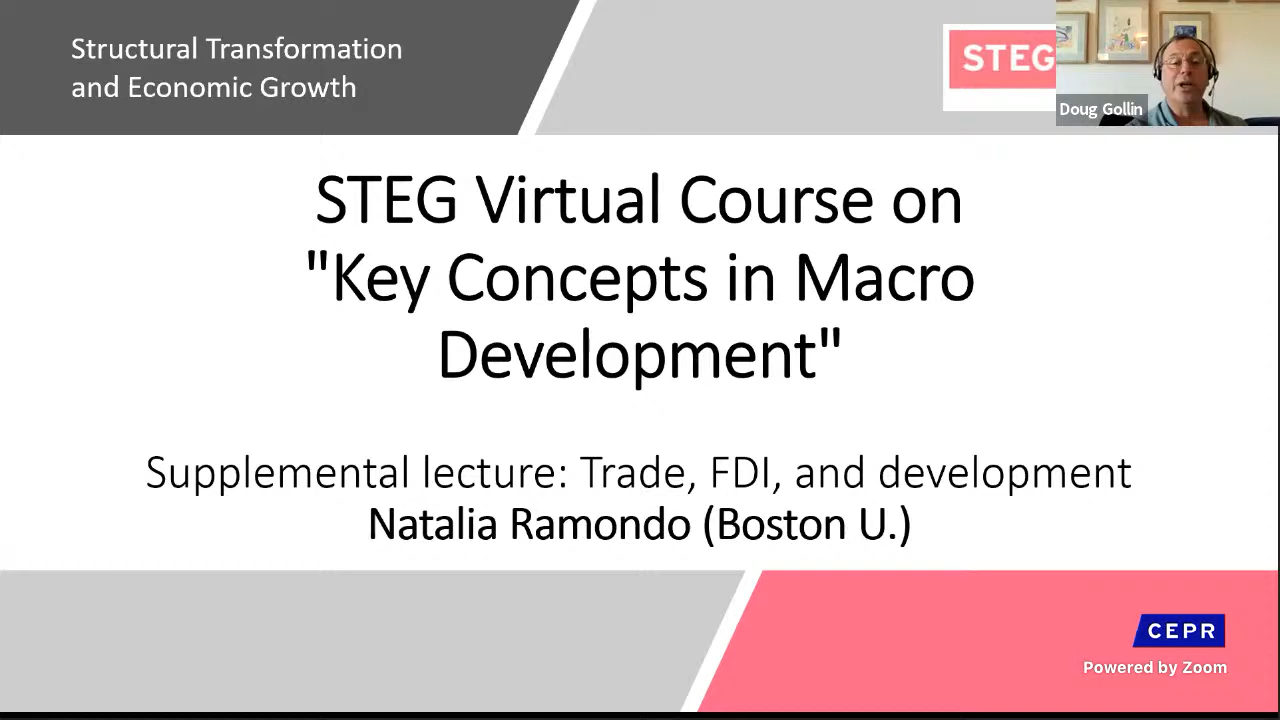 Structural Transformation
and Economic Growth
STEG
Doug Gollin
STEG Virtual Course on
"Key Concepts in Macro
Development"
Supplemental lecture: Trade, FDI, and development
Natalia Ramondo (Boston U.)
CEPR
Powered by Zoom